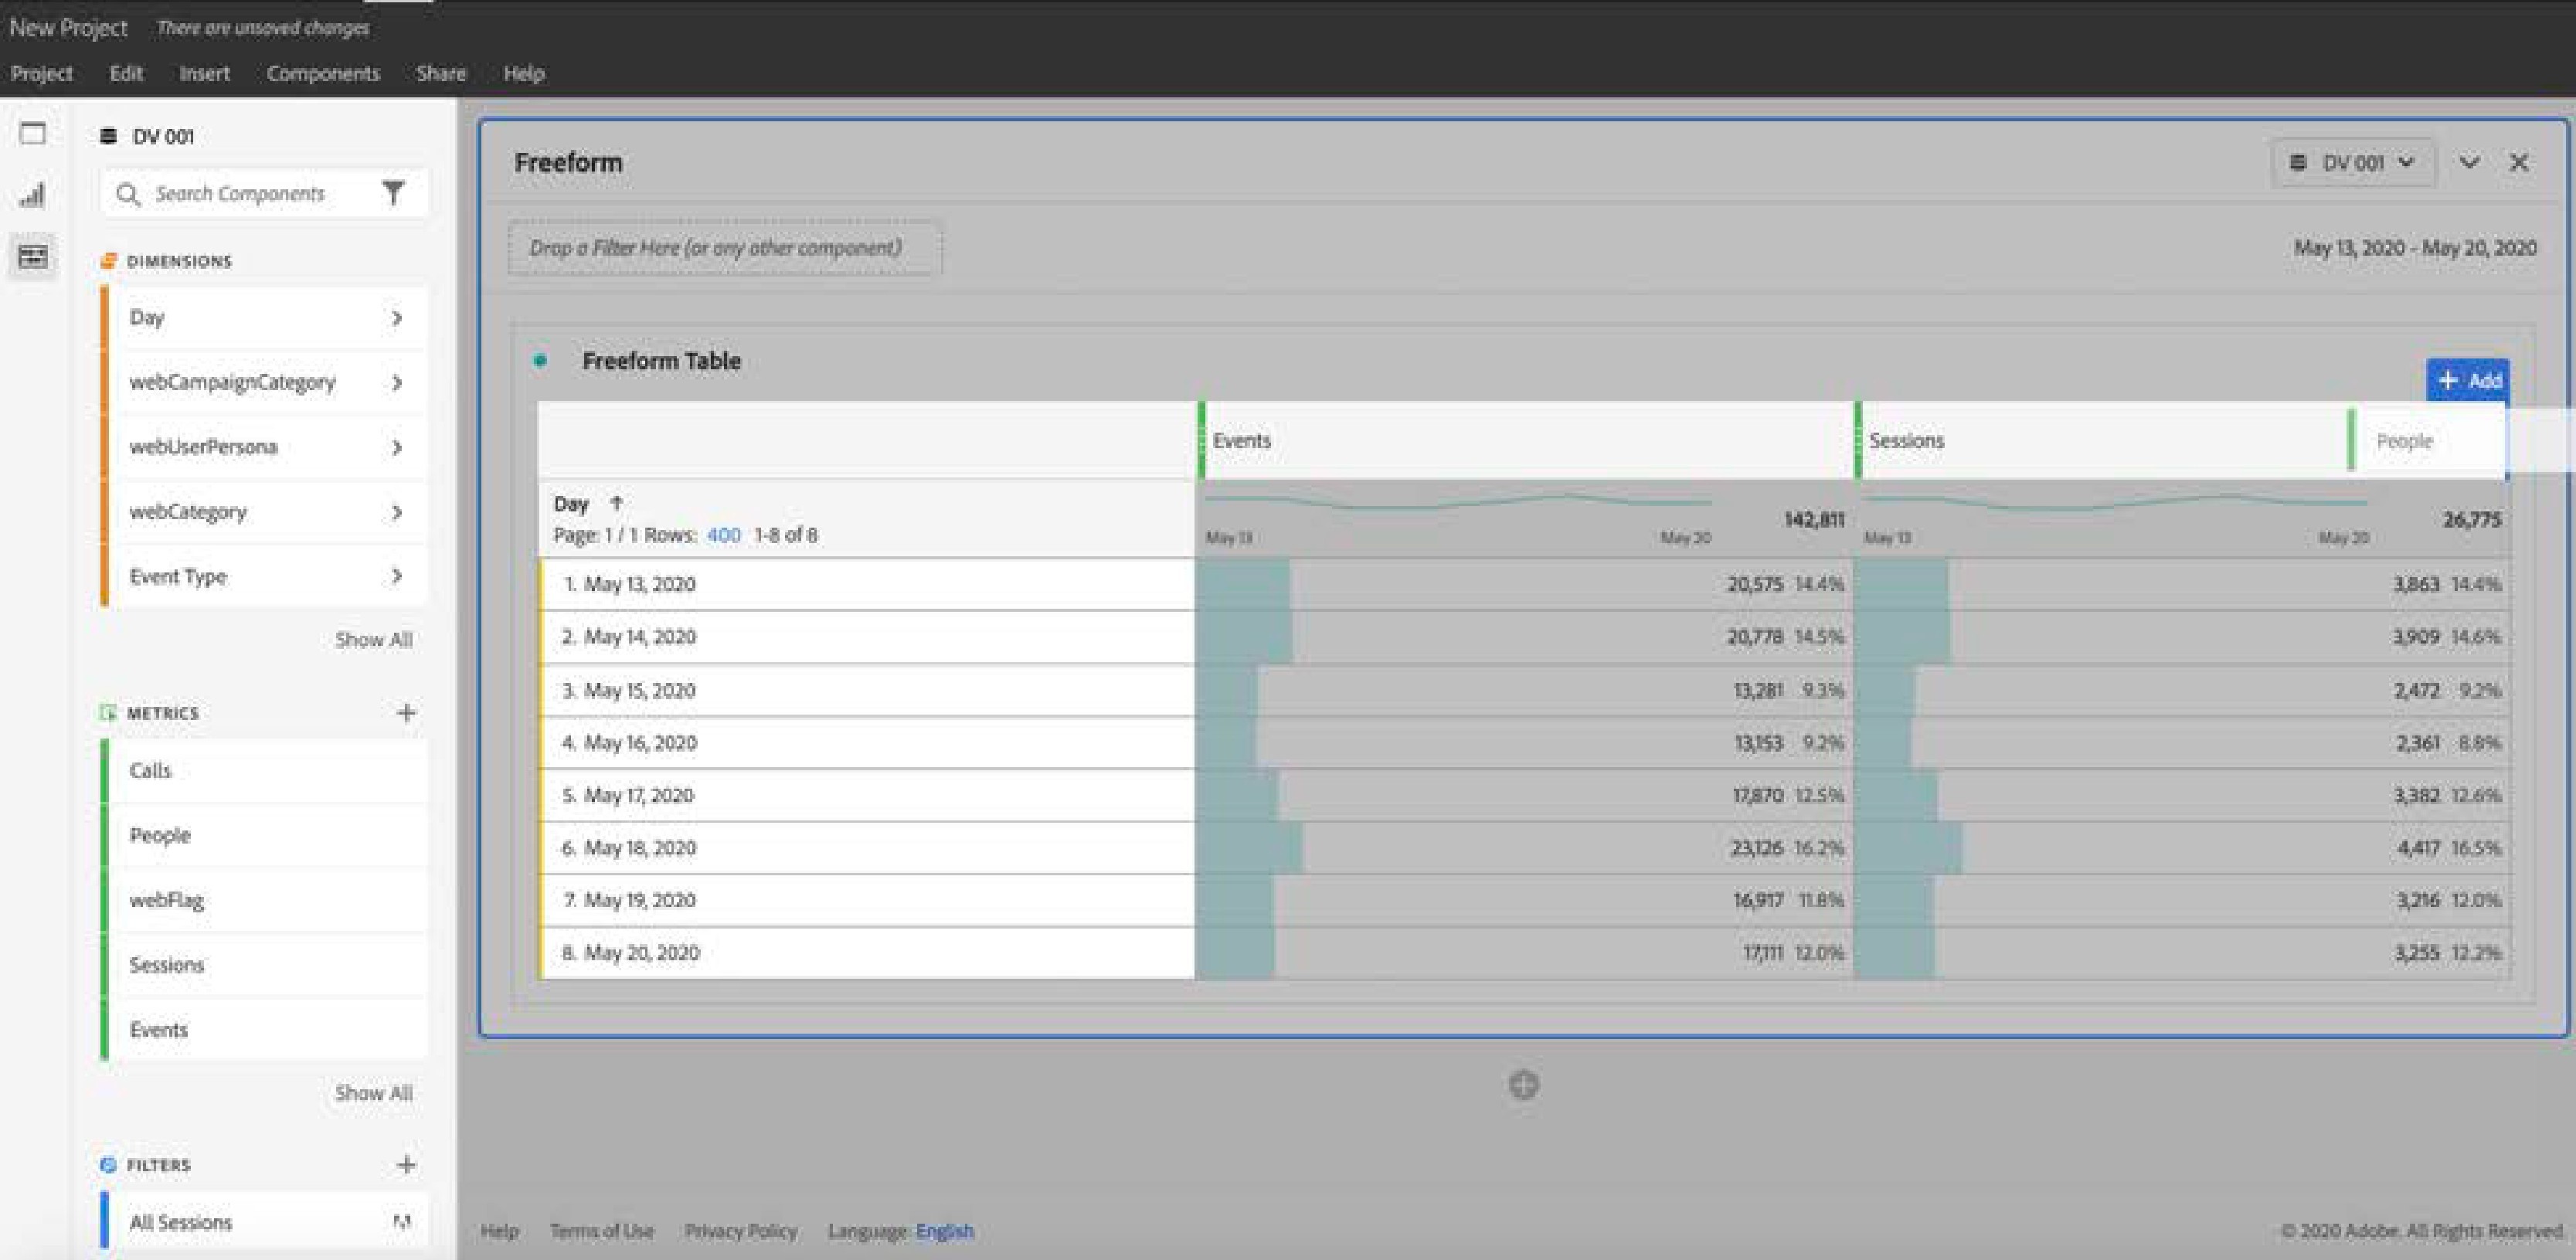 New Project There are unsaved changes
Project Edit Insert Components Share Help
DV 001
Search Components
DIMENSIONS
Day
webCampaignCategory
webUserPersona
webCategory
Event Type
Show All
METRICS
Calls
People
webFlag
Sessions
Events
Show All
FILTERS
All Sessions
Freeform
DV 001
Drop a Filter Here (or any other component)
May 13, 2020 - May 20, 2020
Freeform Table
+ Add
Events Sessions People
Day ↑
Page: 1 / 1 Rows: 400 1-8 of 8
May 13 May 20 142,811 May 13 May 20 26,775
1. May 13, 2020 20,575 14.4% 3,863 14.4%
2. May 14, 2020 20,778 14.5% 3,909 14.6%
3. May 15, 2020 13,281 9.3% 2,472 9.2%
4. May 16, 2020 13,153 9.2% 2,361 8.8%
5. May 17, 2020 17,870 12.5% 3,382 12.6%
6. May 18, 2020 23,126 16.2% 4,417 16.5%
7. May 19, 2020 16,917 11.8% 3,216 12.0%
8. May 20, 2020 17,111 12.0% 3,255 12.2%
Help Terms of Use Privacy Policy Language: English
© 2020 Adobe. All Rights Reserved.